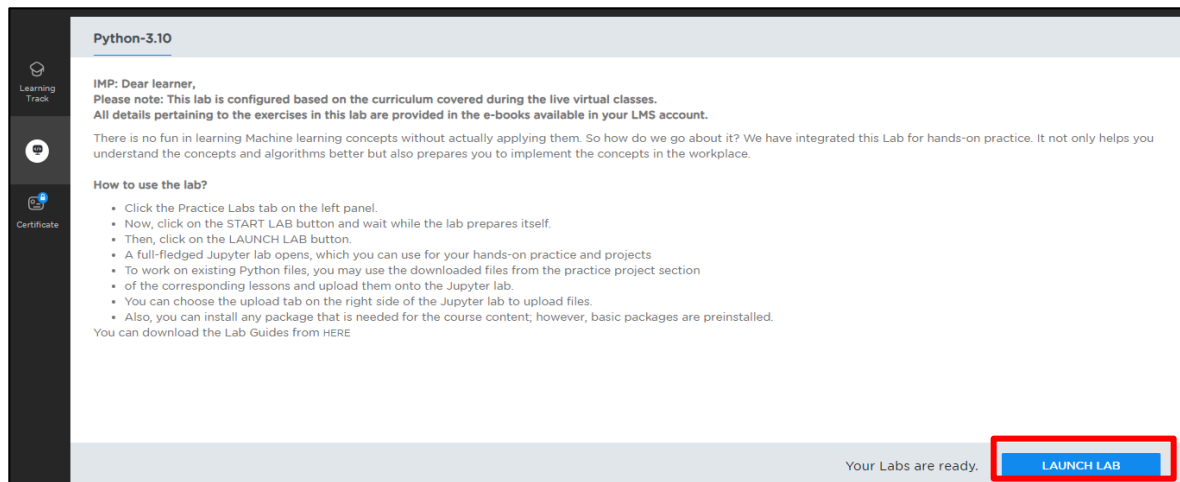 Python-3.10
Learning
Track
Certificate
IMP: Dear learner,
Please note: This lab is configured based on the curriculum covered during the live virtual classes.
All details pertaining to the exercises in this lab are provided in the e-books available in your LMS account.
There is no fun in learning Machine learning concepts without actually applying them. So how do we go about it? We have integrated this Lab for hands-on practice. It not only helps you
understand the concepts and algorithms better but also prepares you to implement the concepts in the workplace.
How to use the lab?
• Click the Practice Labs tab on the left panel.
• Now, click on the START LAB button and wait while the lab prepares itself.
• Then, click on the LAUNCH LAB button.
• A full-fledged Jupyter lab opens, which you can use for your hands-on practice and projects
• To work on existing Python files, you may use the downloaded files from the practice project section
• of the corresponding lessons and upload them onto the Jupyter lab.
• You can choose the upload tab on the right side of the Jupyter lab to upload files.
• Also, you can install any package that is needed for the course content; however, basic packages are preinstalled.
You can download the Lab Guides from HERE
Your Labs are ready.
LAUNCH LAB